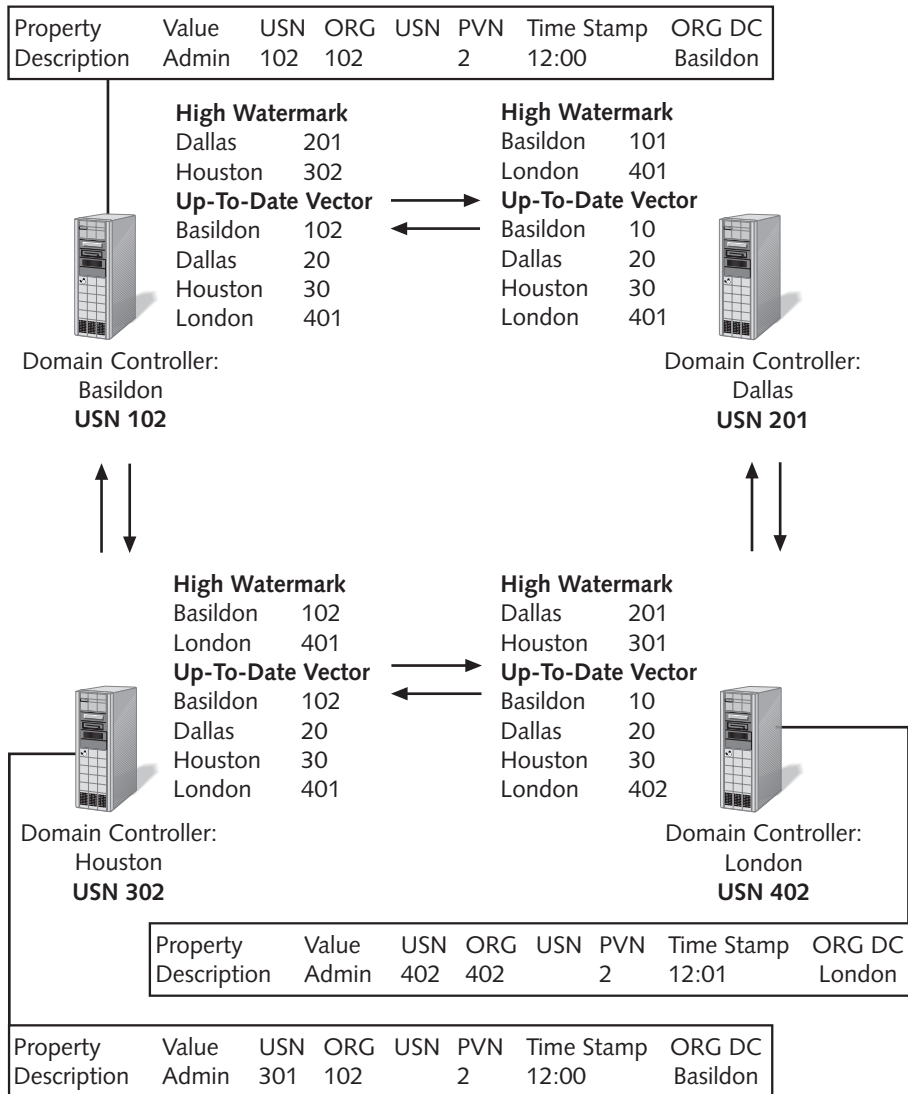 Property Value USN ORG USN PVN Time Stamp ORG DC
Description Admin 102 102 2 12:00 Basildon
High Watermark
Dallas 201
Houston 302
Up-To-Date Vector
Basildon 102
Dallas 20
Houston 30
London 401
High Watermark
Basildon 101
London 401
Up-To-Date Vector
Basildon 10
Dallas 20
Houston 30
London 401
Domain Controller:
Basildon
USN 102
Domain Controller:
Dallas
USN 201
High Watermark
Basildon 102
London 401
Up-To-Date Vector
Basildon 102
Dallas 20
Houston 30
London 401
High Watermark
Dallas 201
Houston 301
Up-To-Date Vector
Basildon 10
Dallas 20
Houston 30
London 402
Domain Controller:
Houston
USN 302
Domain Controller:
London
USN 402
Property Value USN ORG USN PVN Time Stamp ORG DC
Description Admin 402 402 2 12:01 London
Property Value USN ORG USN PVN Time Stamp ORG DC
Description Admin 301 102 2 12:00 Basildon